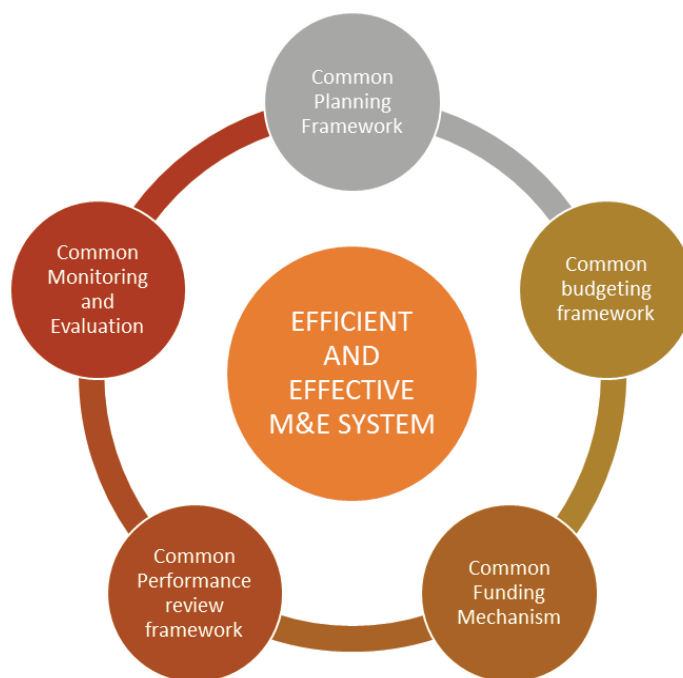 Common
Planning
Framework
Common
budgeting
framework
Common
Funding
Mechanism
Common
Performance
review
framework
Common
Monitoring
and
Evaluation
EFFICIENT
AND
EFFECTIVE
M&E SYSTEM